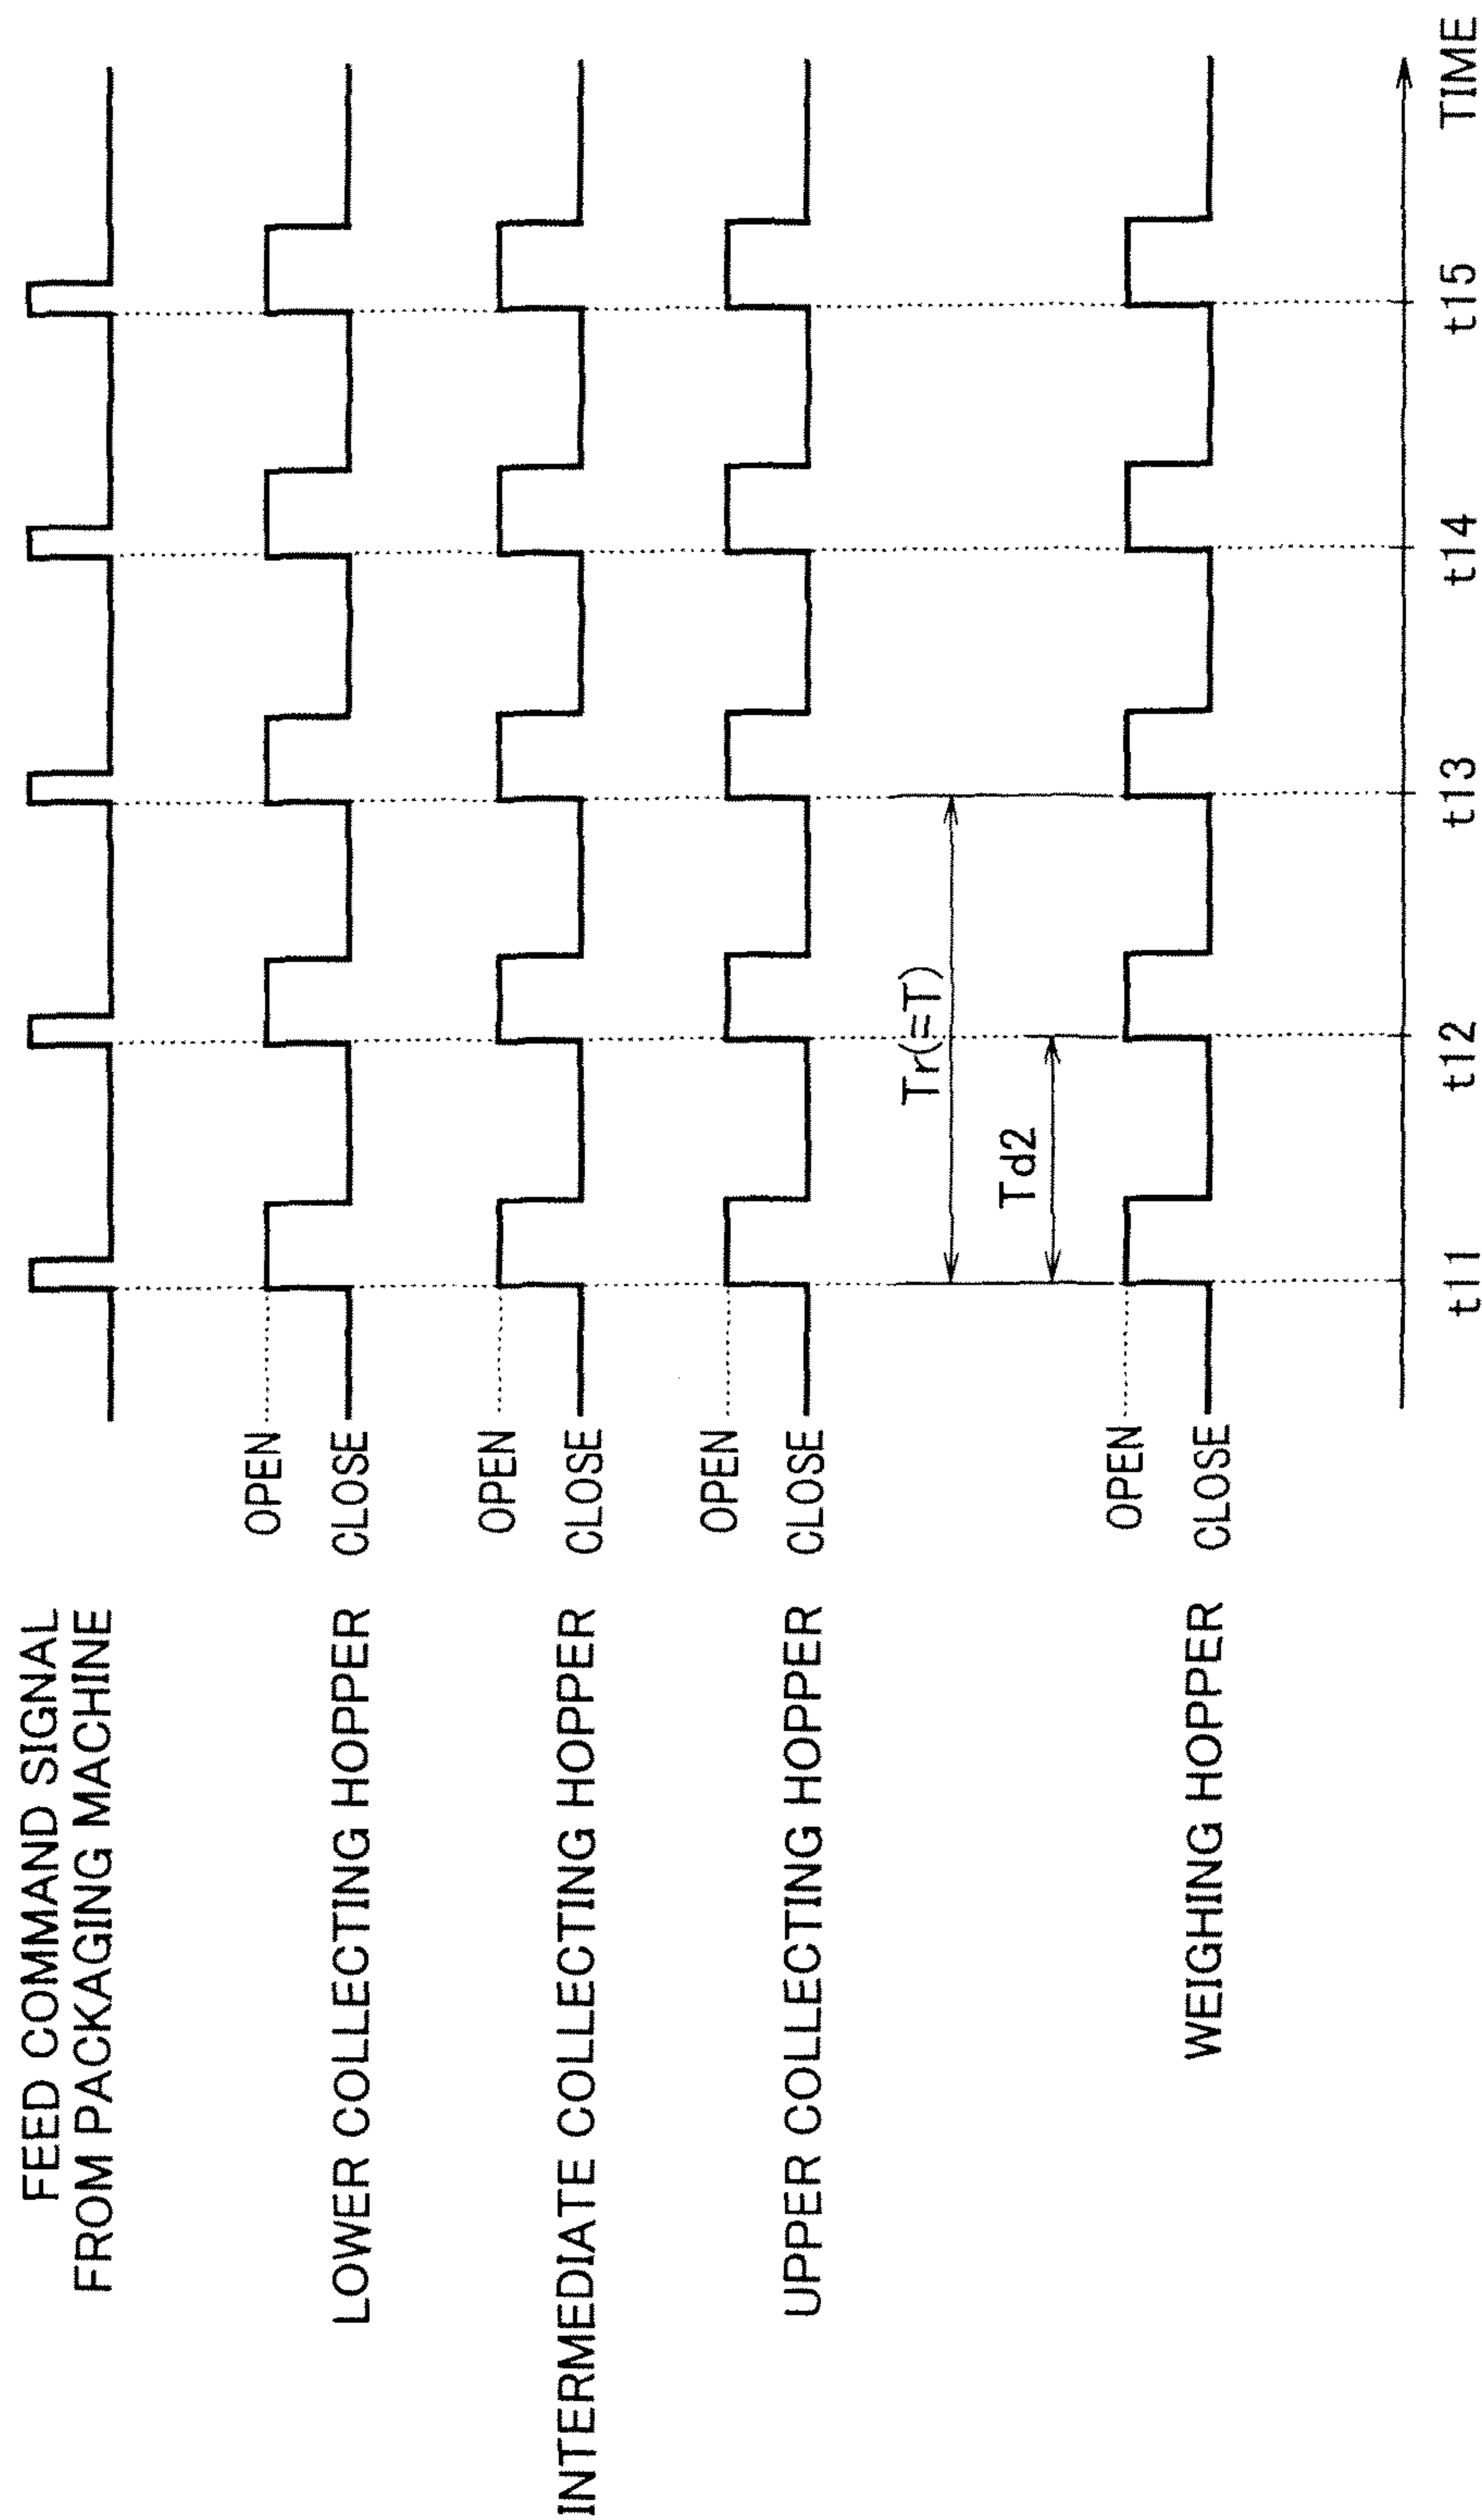 FEED COMMAND SIGNAL
FROM PACKAGING MACHINE
OPEN
LOWER COLLECTING HOPPER CLOSE
OPEN
INTERMEDIATE COLLECTING HOPPER CLOSE
OPEN
UPPER COLLECTING HOPPER CLOSE
Tr(=T)
Td2
OPEN
WEIGHING HOPPER CLOSE
t11 t12 t13 t14 t15 TIME